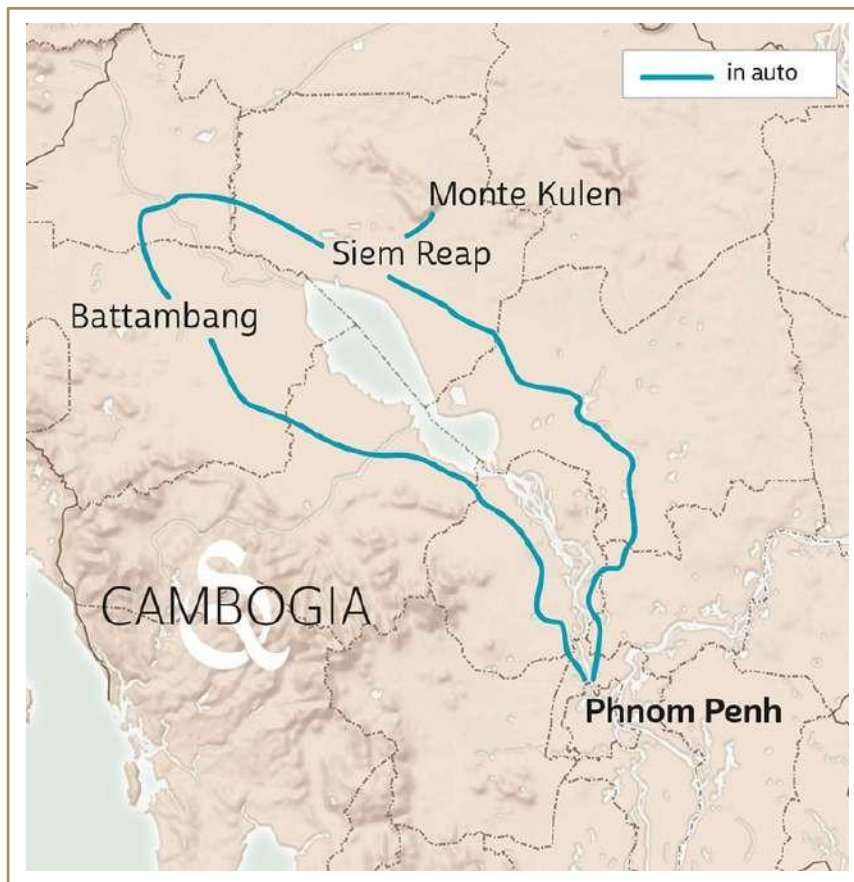 in auto
Monte Kulen
Siem Reap
Battambang
&
CAMBOGIA
Phnom Penh